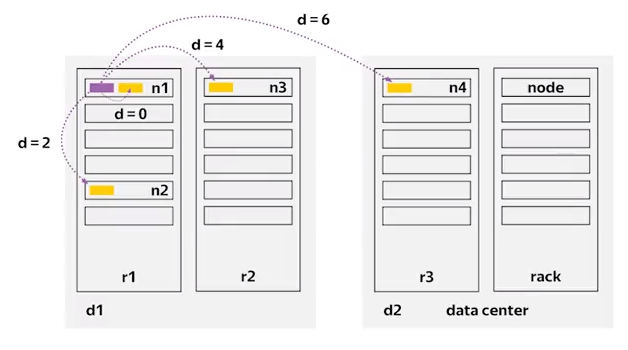 d = 6
d = 4
n1
n3
n4
node
d = 0
d = 2
n2
r1
r2
r3
rack
d1
d2
data center